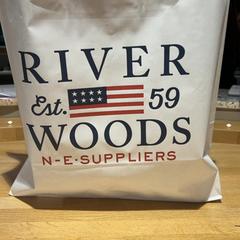 RIVER
Est. 59
WOODS
N-E-SUPPLIERS